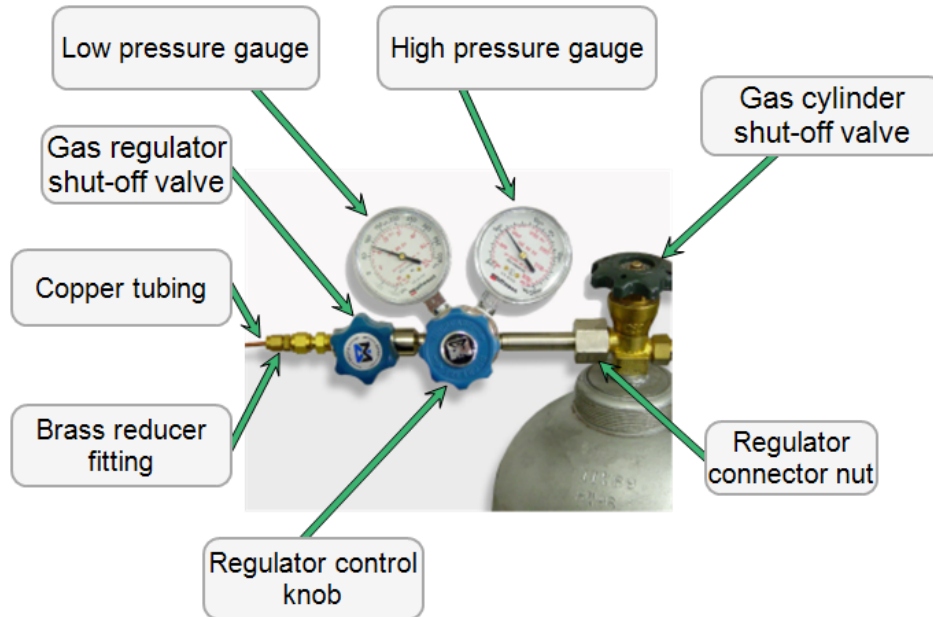 Low pressure gauge
High pressure gauge
Gas cylinder
shut-off valve
Gas regulator
shut-off valve
Copper tubing
Brass reducer
fitting
Regulator
connector nut
Regulator control
knob